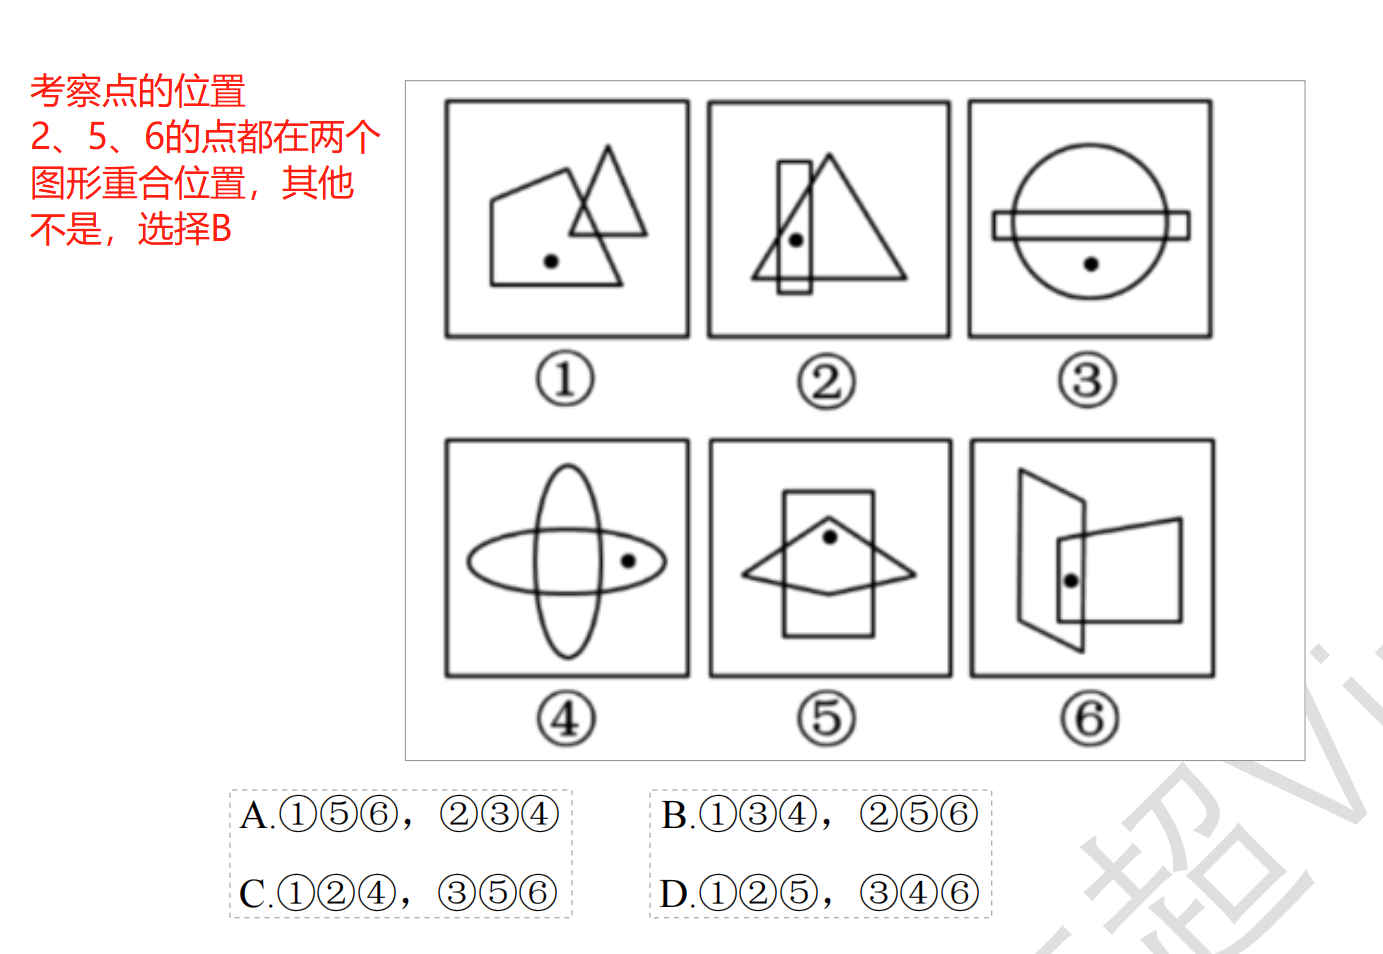 考察点的位置
2、5、6的点都在两个
图形重合位置，其他
不是，选择B
① ② ③
④ ⑤ ⑥
A.①⑤⑥，②③④ B.①③④，②⑤⑥
C.①②④，③⑤⑥ D.①②⑤，③④⑥
超Vi